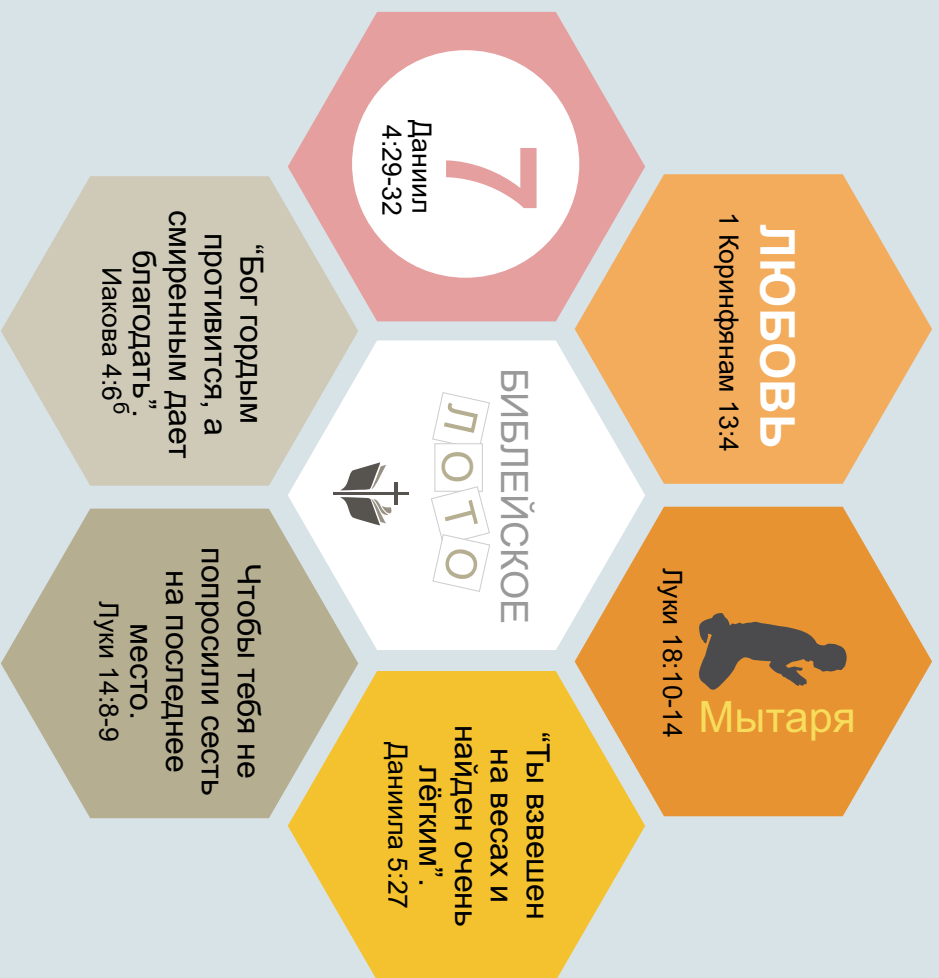 ЛЮБОВЬ
1 Коринфянам 13:4
Мытаря
Луки 18:10-14
7
Даниил
4:29-32
БИБЛЕЙСКОЕ
ЛОТО
“Ты взвешен
на весах и
найден очень
лёгким”.
Даниила 5:27
“Бог гордым
противится, а
смиренным дает
благодать”.
Иакова 4:6б
Чтобы тебя не
попросили сесть
на последнее
место.
Луки 14:8-9